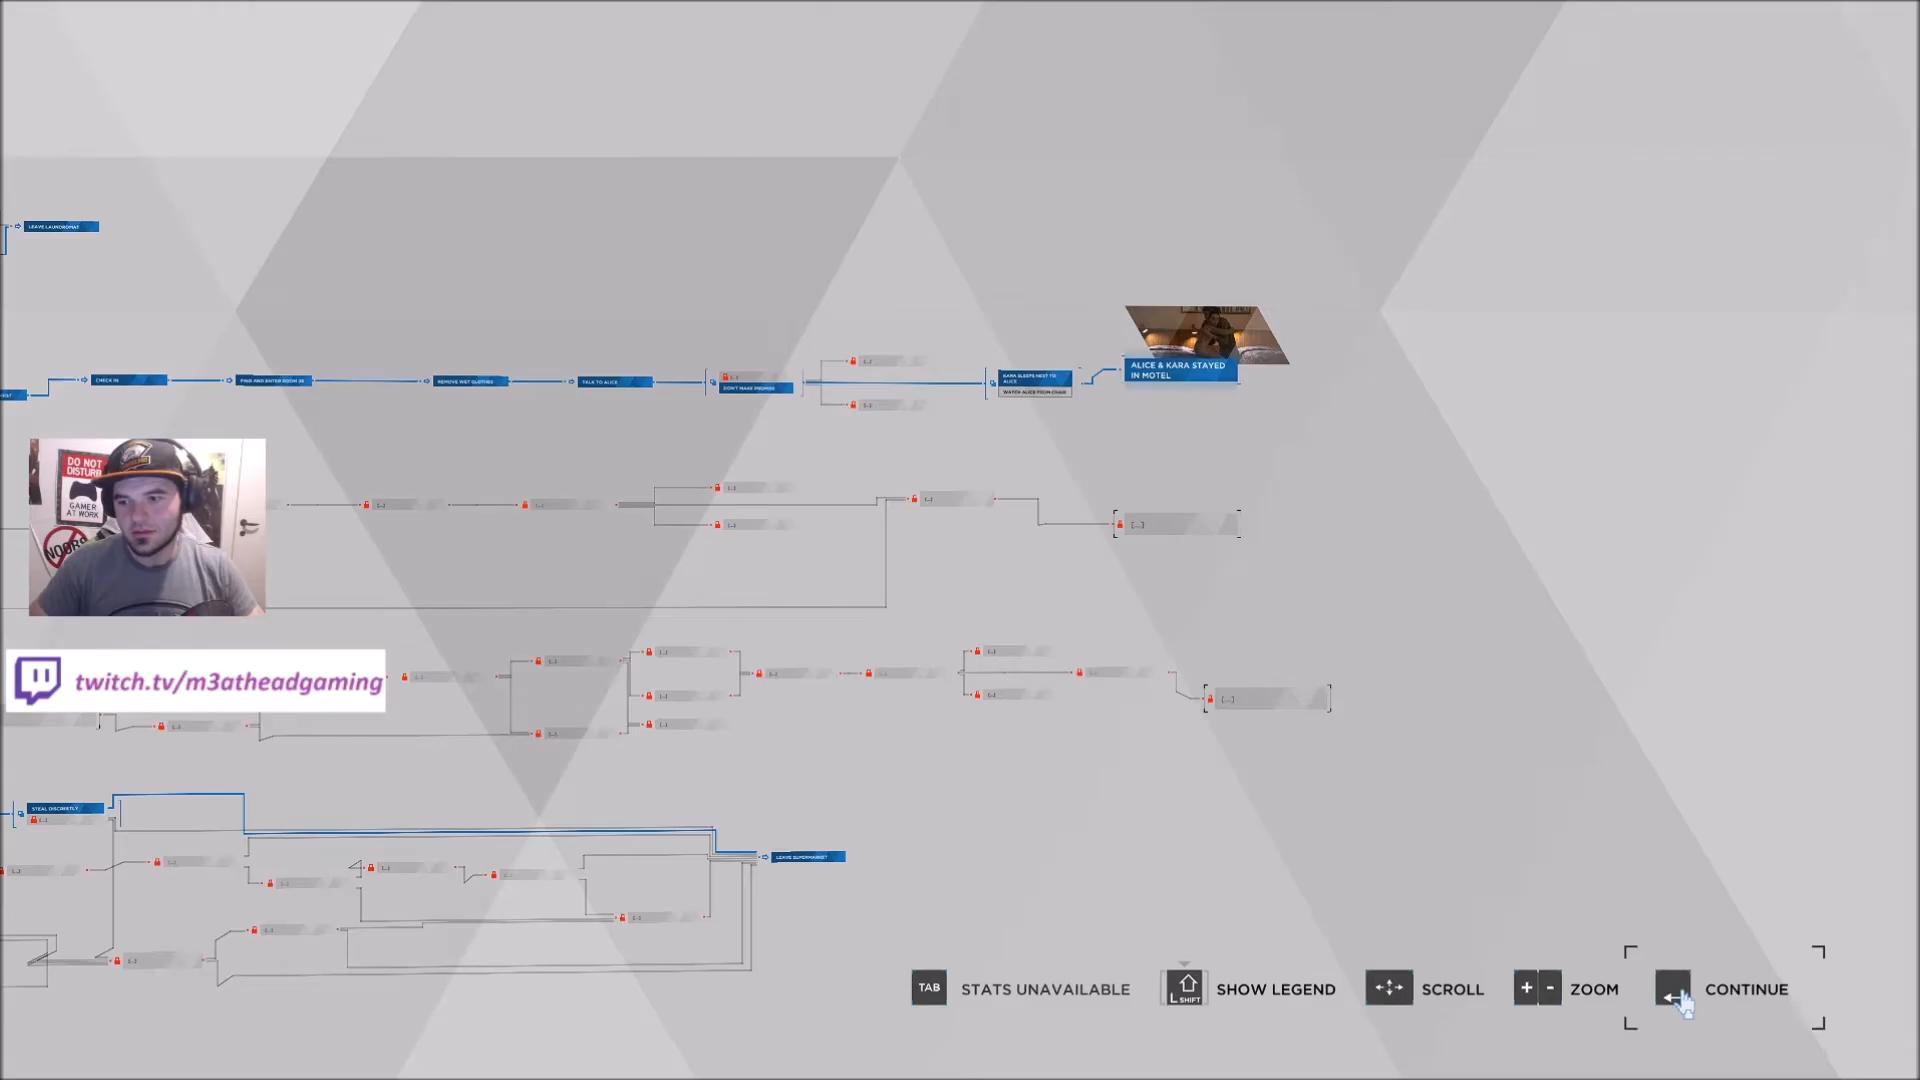 LEAVE LAUNDROMAT
ALICE & KARA STAYED
IN MOTEL
CHECK IN
FIND AND ENTER ROOM 28
REMOVE WET CLOTHES
TALK TO ALICE
[...]
DON'T MAKE PROMISE
[...]
[...]
KARA SLEEPS NEXT TO
ALICE
WATCH ALICE FROM CHAIR
DO NOT
DISTURB
GAMER
AT WORK
NOOBS
[...]
[...]
[...]
[...]
[...]
[...]
twitch.tv/m3atheadgaming
[...]
[...]
[...]
[...]
[...]
[...]
[...]
[...]
[...]
[...]
[...]
[...]
[...]
[...]
STEAL DISCREETLY
[...]
LEAVE SUPERMARKET
[...]
[...]
[...]
[...]
[...]
[...]
[...]
[...]
TAB
STATS UNAVAILABLE
L SHIFT
SHOW LEGEND
SCROLL
+ -
ZOOM
CONTINUE